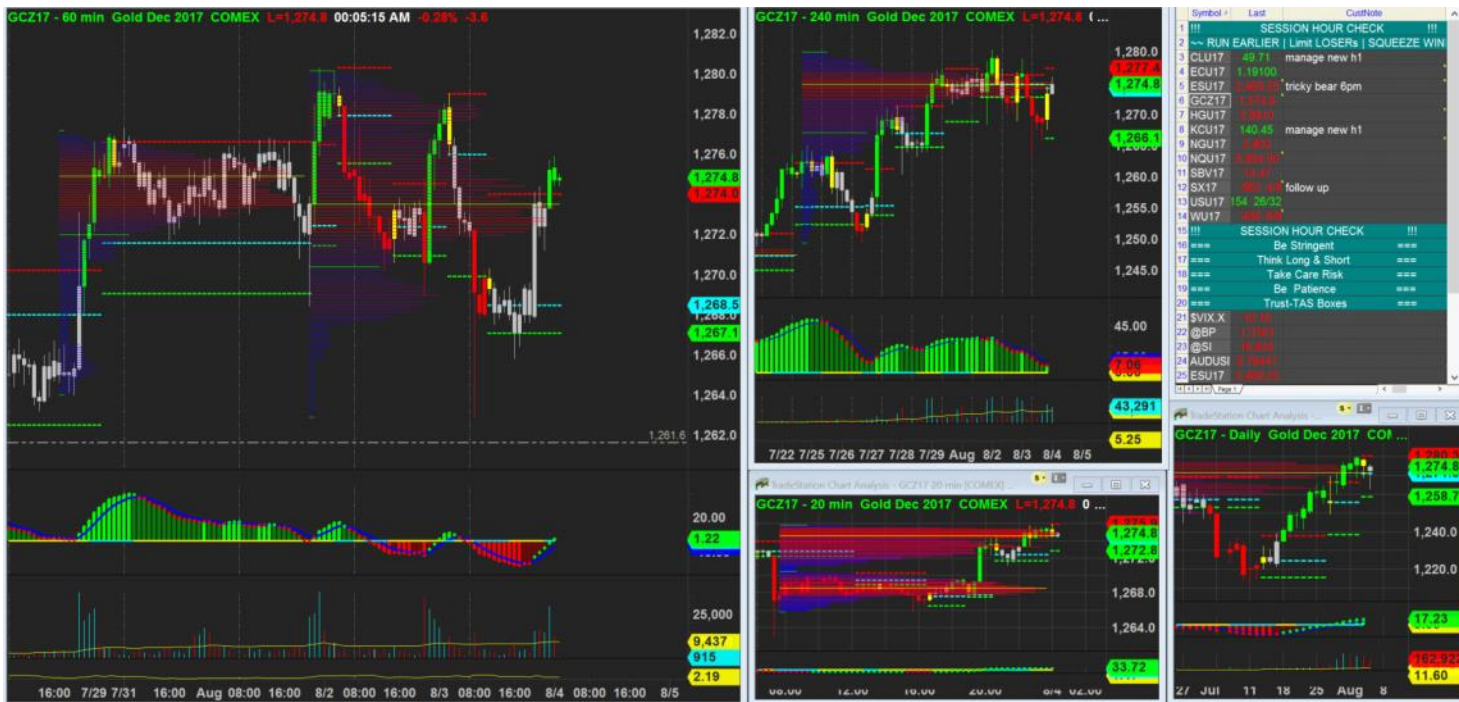 GCZ17 - 60 min Gold Dec 2017 COMEX L=1,274.8 00:05:15 AM -0.28% -3.6
1,282.0
1,280.0
1,278.0
1,276.0
1,274.8
1,274.0
1,272.0
1,270.0
1,268.5
1,268.0
1,267.1
1,266.0
1,264.0
1,261.6
1,262.0
20.00
1.22
25,000
9,437
915
2.19
16:00 7/29 7/31 16:00 Aug 08:00 16:00 8/2 08:00 16:00 8/3 08:00 16:00 8/4 08:00 16:00 8/5
GCZ17 - 240 min Gold Dec 2017 COMEX L=1,274.8 0 ...
1,280.0
1,277.4
1,274.8
1,270.0
1,266.1
1,265.0
1,260.0
1,255.0
1,250.0
1,245.0
45.00
7.06
43,291
5.25
7/22 7/25 7/26 7/27 7/28 7/29 Aug 8/2 8/3 8/4 8/5
TradeStation Chart Analysis - GCZ17 20 min [COMEX] ...
GCZ17 - 20 min Gold Dec 2017 COMEX L=1,274.8 0 ...
1,274.8
1,272.8
1,268.0
1,264.0
33.72
08:00 12:00 16:00 20:00 8/4 02:00
Symbol Last CustNote
1 !!! SESSION HOUR CHECK !!!
2 ~~ RUN EARLIER | Limit LOSERs | SQUEEZE WIN
3 CLU17 49.71 manage new h1
4 ECU17 1.19100
5 ESU17 tricky bear 6pm
6 GCZ17
7 HGU17
8 KCU17 140.45 manage new h1
9 NGU17
10 NQU17
11 SBV17
12 SX17 follow up
13 USU17 154 26/32
14 WU17
15 !!! SESSION HOUR CHECK !!!
16 === Be Stringent ===
17 === Think Long & Short ===
18 === Take Care Risk ===
19 === Be Patience ===
20 === Trust-TAS Boxes ===
21 $VIX.X
22 @BP
23 @SI
24 AUDUSI
25 ESU17
Page 1
TradeStation Chart Analysis - ...
GCZ17 - Daily Gold Dec 2017 CO ...
1,274.8
1,258.7
1,240.0
1,220.0
17.23
11.60
27 Jul 11 18 25 Aug 8